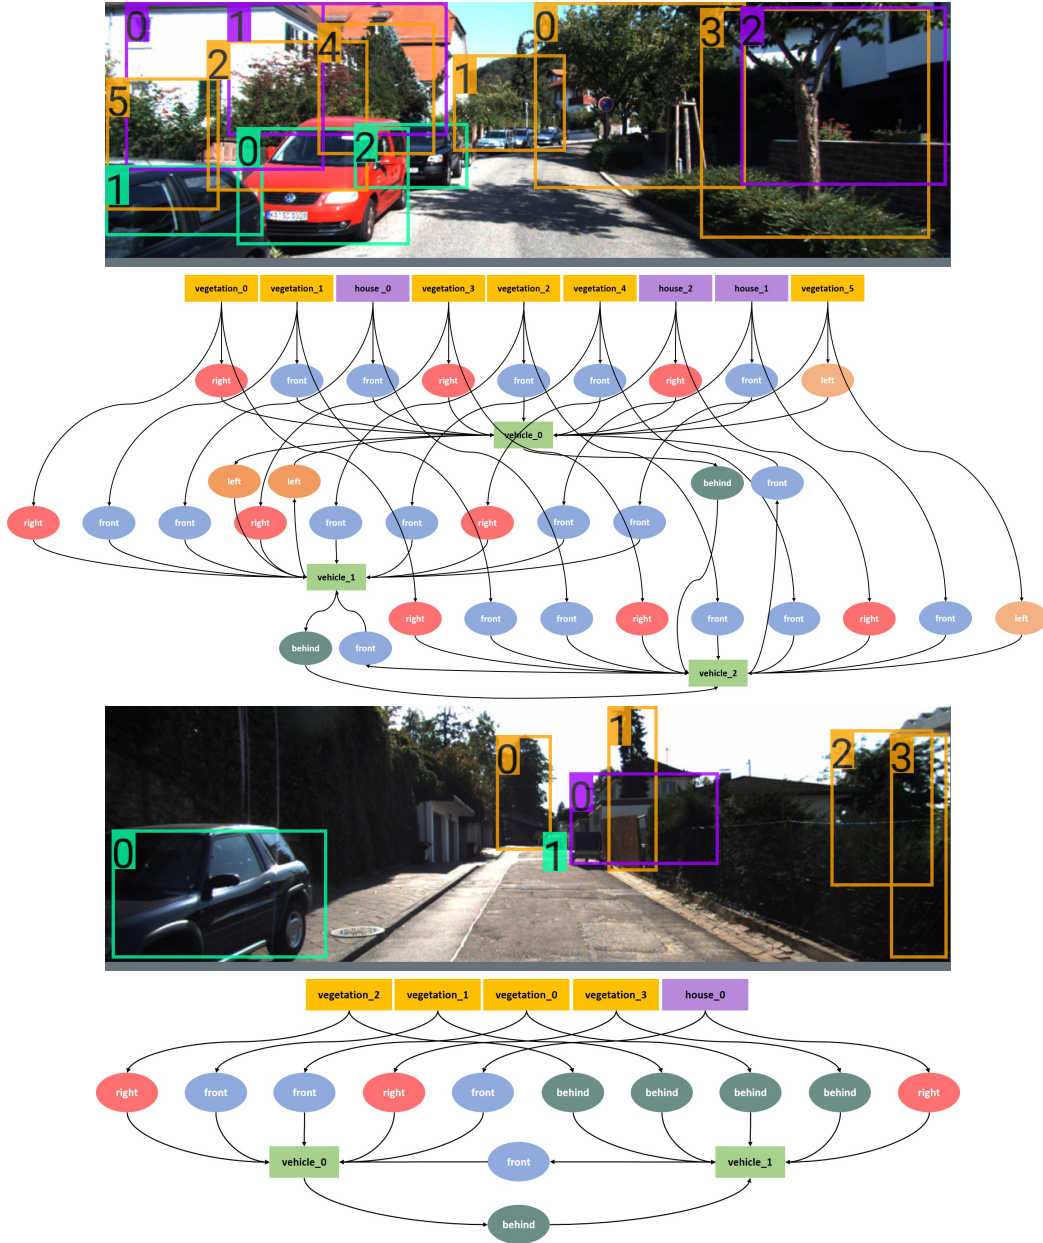 0 1 0 3 2
4
2
1
5
0 2
1
vegetation_0 vegetation_1 house _0 vegetation_3 vegetation_2 vegetation_4 house_2 house_1 vegetation_5
right front front right front front right front left
vehicle_0
left left behind front
right front front right front front right front front
vehicle_1
right front front right front front right front left
behind front
vehicle_2
1
0 2 3
0
0 1
vegetation_2 vegetation_1 vegetation_0 vegetation_3 house_0
right front front right front behind behind behind behind right
vehicle_0 front vehicle_1
behind